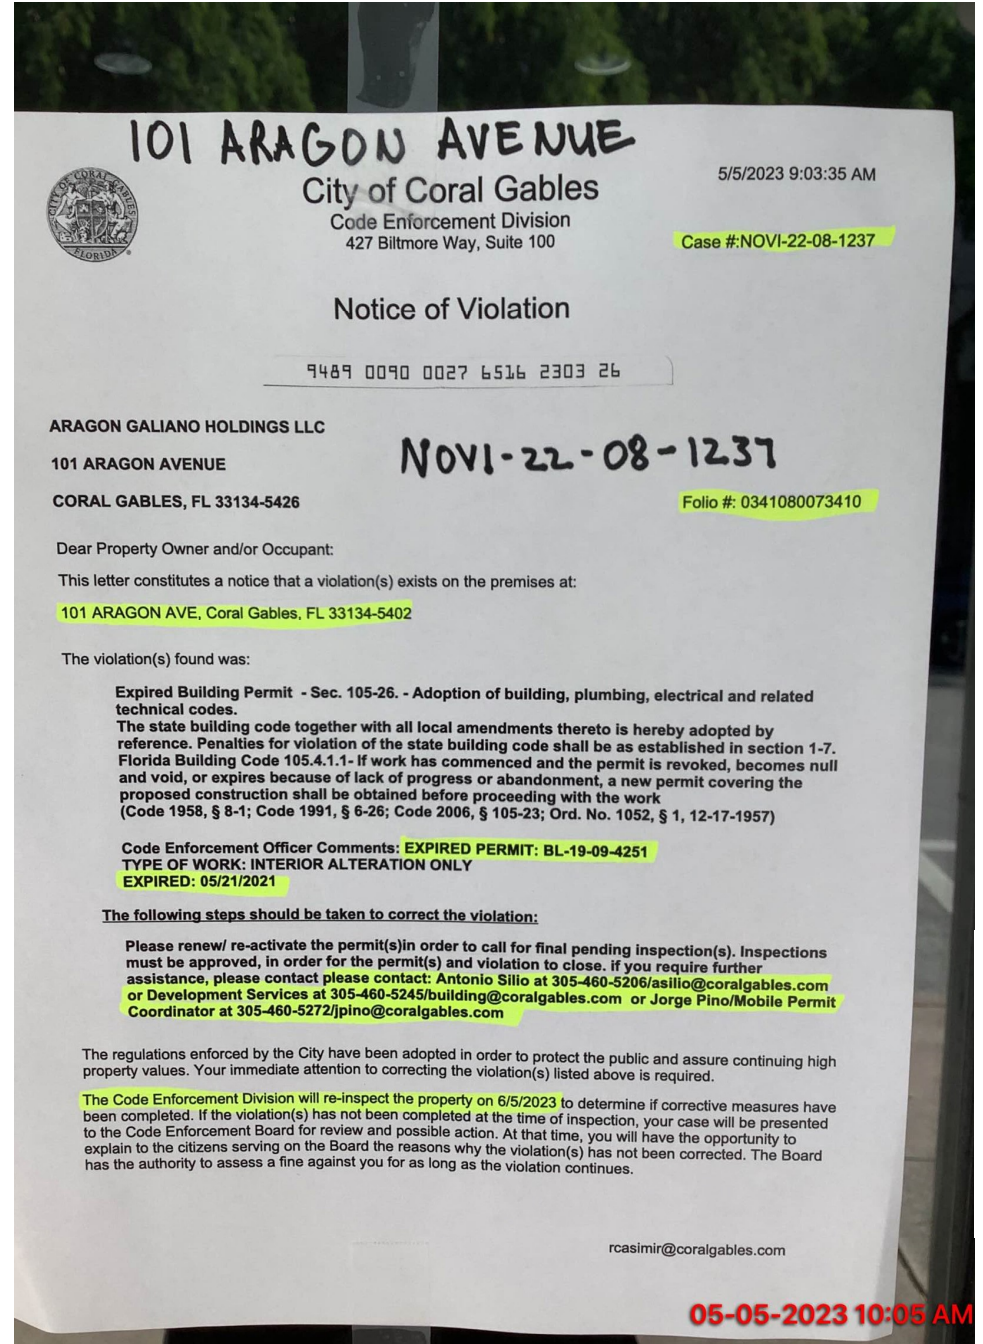 101 ARAGON AVENUE
City of Coral Gables
Code Enforcement Division
427 Biltmore Way, Suite 100
5/5/2023 9:03:35 AM
Case #:NOVI-22-08-1237
CITY OF CORAL GABLES
FLORIDA
Notice of Violation
9489 0090 0027 6516 2303 26
ARAGON GALIANO HOLDINGS LLC
101 ARAGON AVENUE
CORAL GABLES, FL 33134-5426
NOVI-22-08-1237
Folio #: 0341080073410
Dear Property Owner and/or Occupant:
This letter constitutes a notice that a violation(s) exists on the premises at:
101 ARAGON AVE, Coral Gables, FL 33134-5402
The violation(s) found was:
Expired Building Permit - Sec. 105-26. - Adoption of building, plumbing, electrical and related
technical codes.
The state building code together with all local amendments thereto is hereby adopted by
reference. Penalties for violation of the state building code shall be as established in section 1-7.
Florida Building Code 105.4.1.1- If work has commenced and the permit is revoked, becomes null
and void, or expires because of lack of progress or abandonment, a new permit covering the
proposed construction shall be obtained before proceeding with the work
(Code 1958, § 8-1; Code 1991, § 6-26; Code 2006, § 105-23; Ord. No. 1052, § 1, 12-17-1957)
Code Enforcement Officer Comments: EXPIRED PERMIT: BL-19-09-4251
TYPE OF WORK: INTERIOR ALTERATION ONLY
EXPIRED: 05/21/2021
The following steps should be taken to correct the violation:
Please renew/ re-activate the permit(s)in order to call for final pending inspection(s). Inspections
must be approved, in order for the permit(s) and violation to close. if you require further
assistance, please contact please contact: Antonio Silio at 305-460-5206/asilio@coralgables.com
or Development Services at 305-460-5245/building@coralgables.com or Jorge Pino/Mobile Permit
Coordinator at 305-460-5272/jpino@coralgables.com
The regulations enforced by the City have been adopted in order to protect the public and assure continuing high
property values. Your immediate attention to correcting the violation(s) listed above is required.
The Code Enforcement Division will re-inspect the property on 6/5/2023 to determine if corrective measures have
been completed. If the violation(s) has not been completed at the time of inspection, your case will be presented
to the Code Enforcement Board for review and possible action. At that time, you will have the opportunity to
explain to the citizens serving on the Board the reasons why the violation(s) has not been corrected. The Board
has the authority to assess a fine against you for as long as the violation continues.
rcasimir@coralgables.com
05-05-2023 10:05 AM